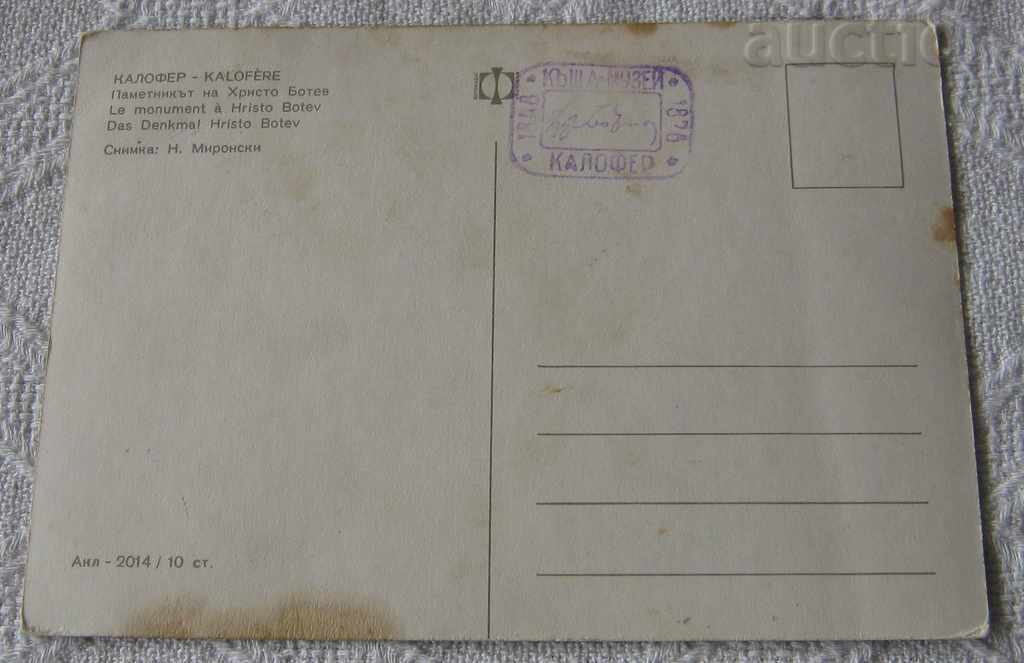 КАЛОФЕР - KALOFÈRE
Паметникът на Христо Ботев
Le monument à Hristo Botev
Das Denkmal Hristo Botev
Снимка: Н. Миронски
КЪЩА-МУЗЕЙ
1848
1876
КАЛОФЕР
Акл - 2014 / 10 ст.
auctio